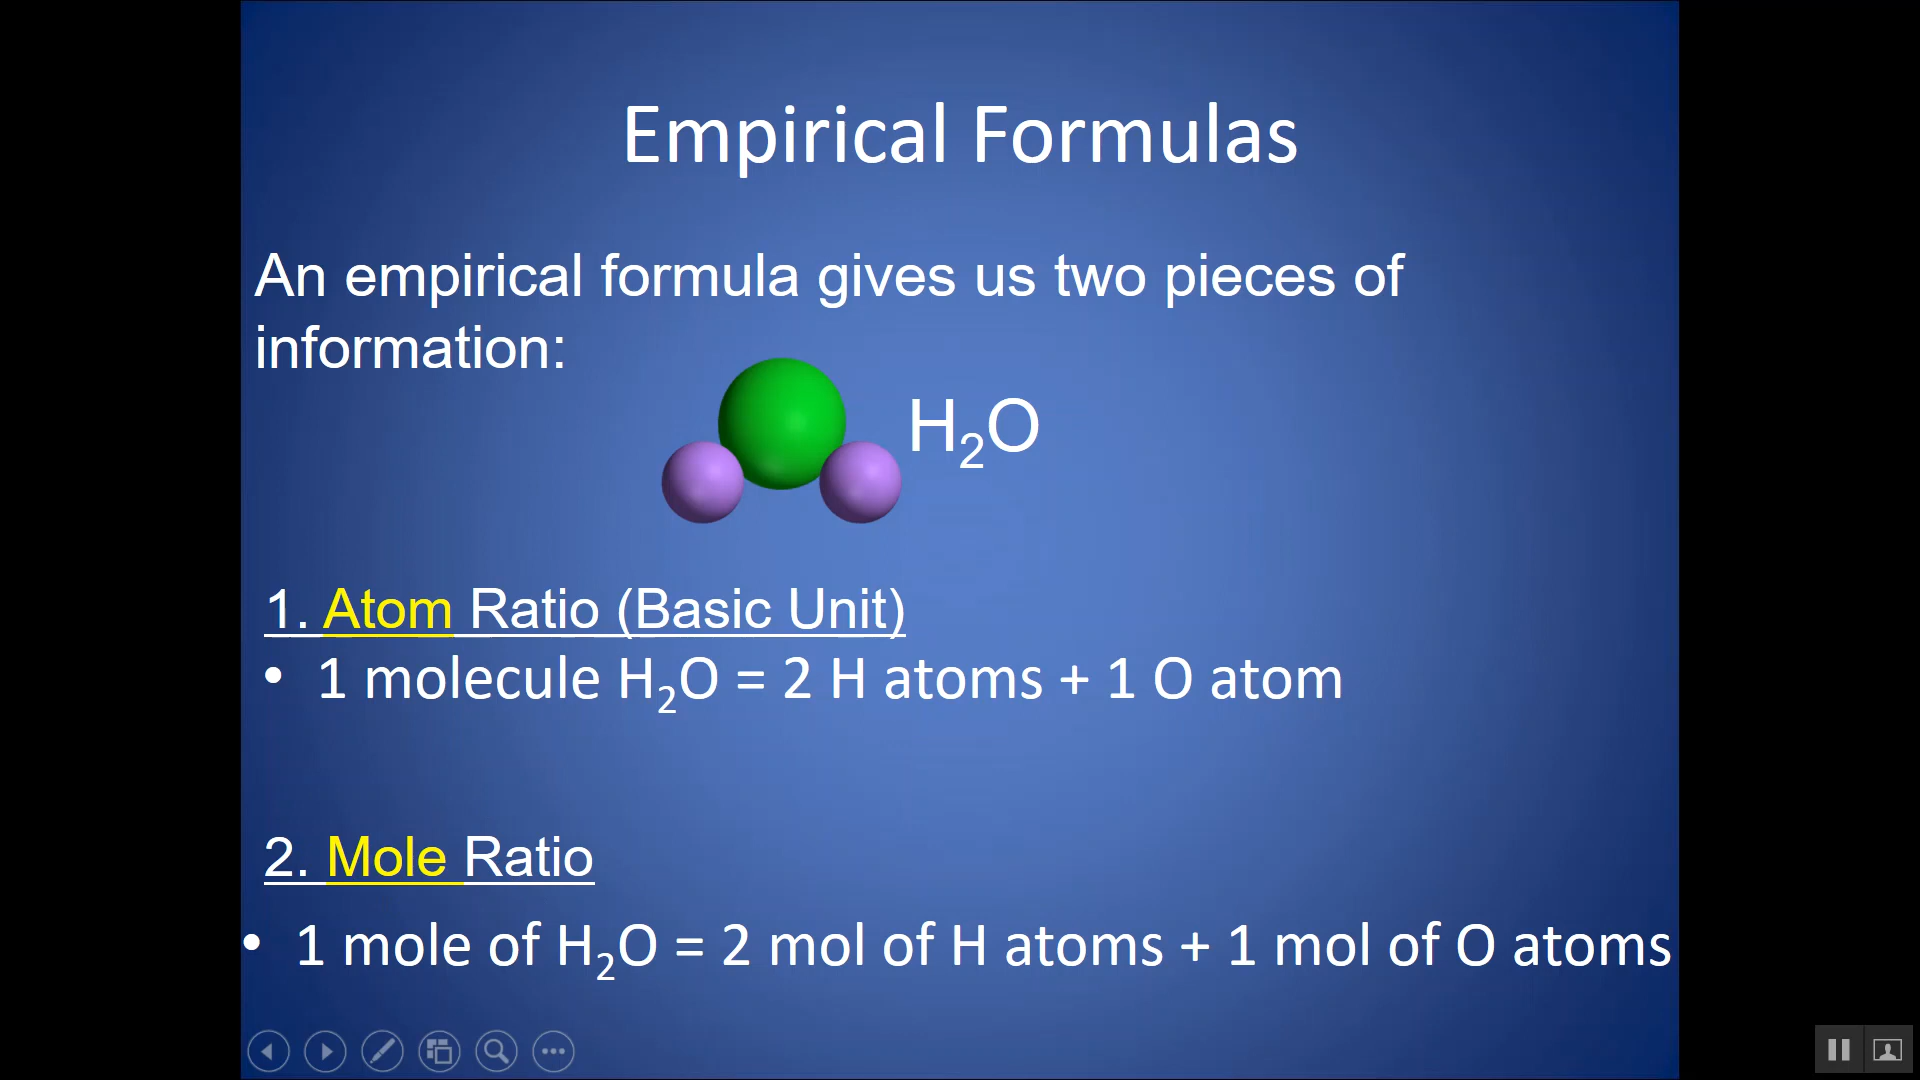 Empirical Formulas
An empirical formula gives us two pieces of
information:
H₂O
1. Atom Ratio (Basic Unit)
• 1 molecule H₂O = 2 H atoms + 1 O atom
2. Mole Ratio
• 1 mole of H₂O = 2 mol of H atoms + 1 mol of O atoms